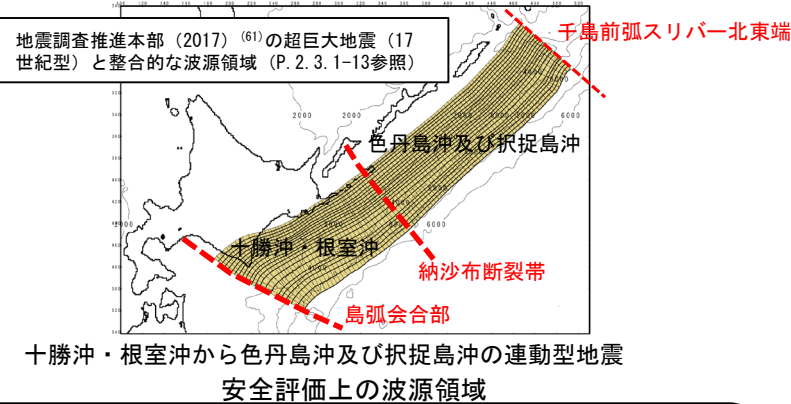 地震調査推進本部（2017）⁽⁶¹⁾の超巨大地震（17
世紀型）と整合的な波源領域（P.2.3.1-13参照）
千島前弧スリバー北東端
2000
2000
6000
色丹島沖及び択捉島沖
6000
十勝沖・根室沖
納沙布断裂帯
島弧会合部
十勝沖・根室沖から色丹島沖及び択捉島沖の連動型地震
安全評価上の波源領域